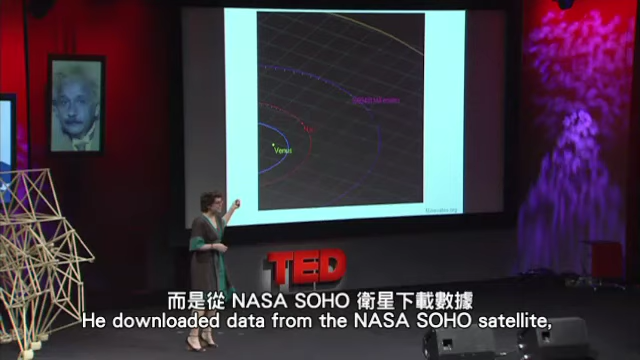 Venus
TED
而是從 NASA SOHO 衛星下載數據
He downloaded data from the NASA SOHO satellite,